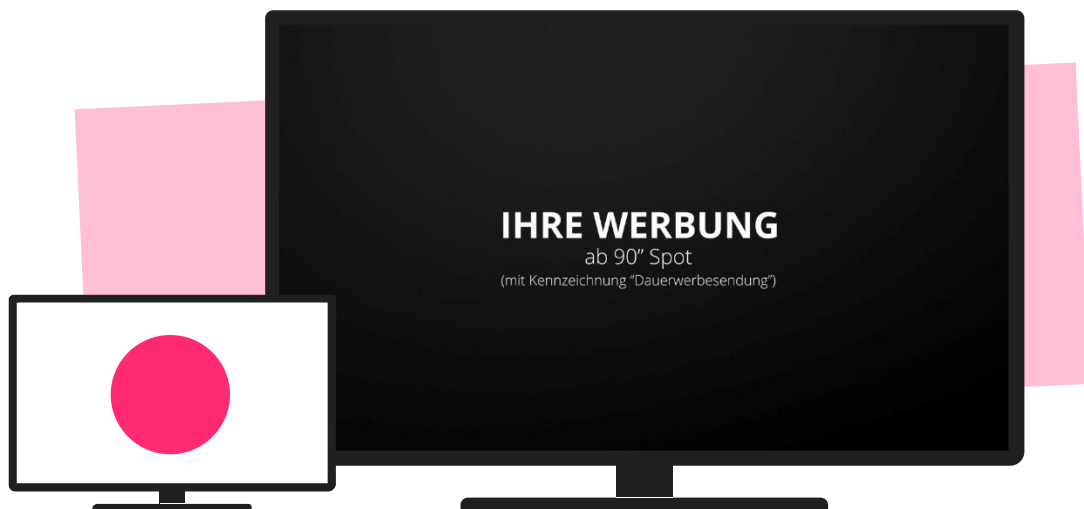 IHRE WERBUNG
ab 90” Spot
(mit Kennzeichnung ”Dauerwerbesendung”)